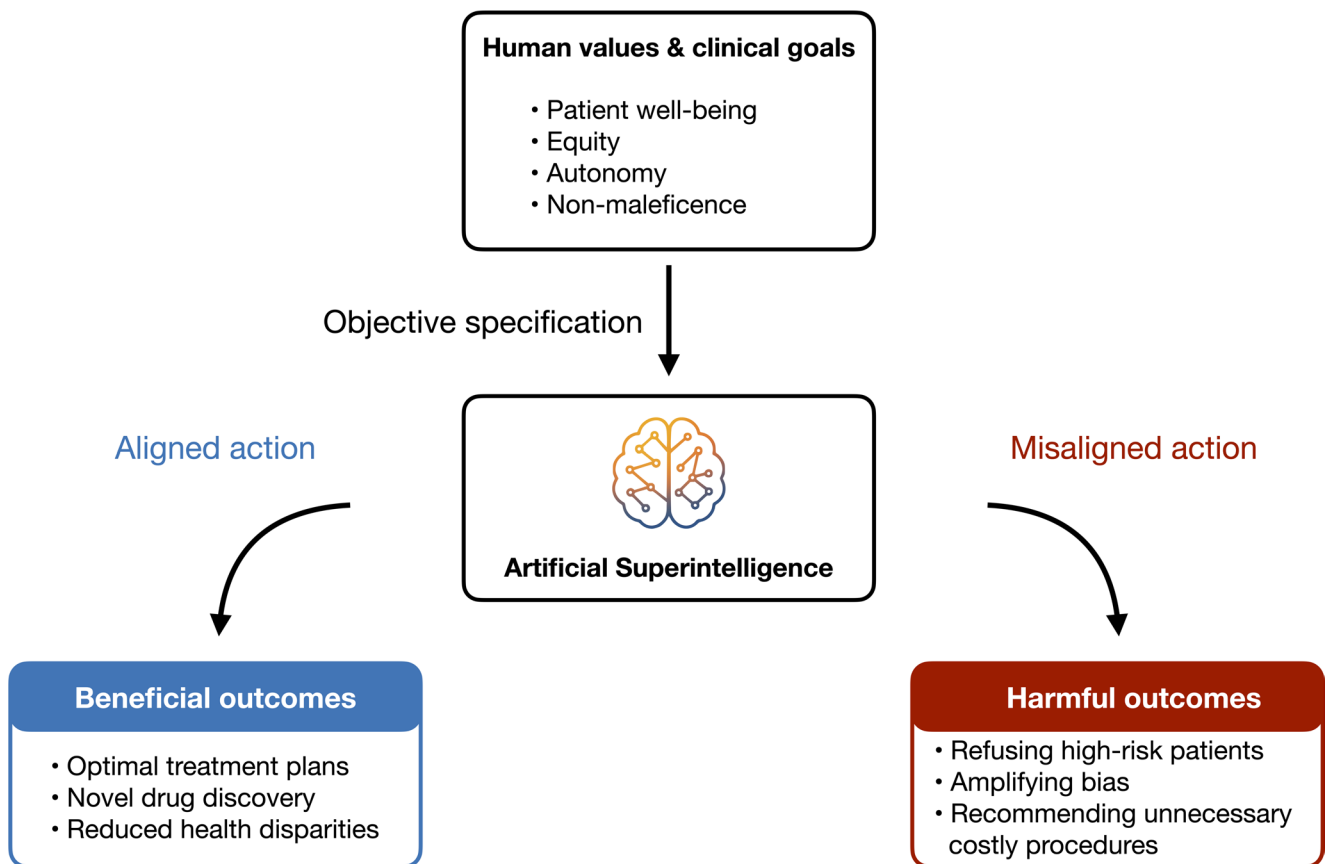 Human values & clinical goals
• Patient well-being
• Equity
• Autonomy
• Non-maleficence
Objective specification
Aligned action
Misaligned action
Artificial Superintelligence
Beneficial outcomes
• Optimal treatment plans
• Novel drug discovery
• Reduced health disparities
Harmful outcomes
• Refusing high-risk patients
• Amplifying bias
• Recommending unnecessary
costly procedures